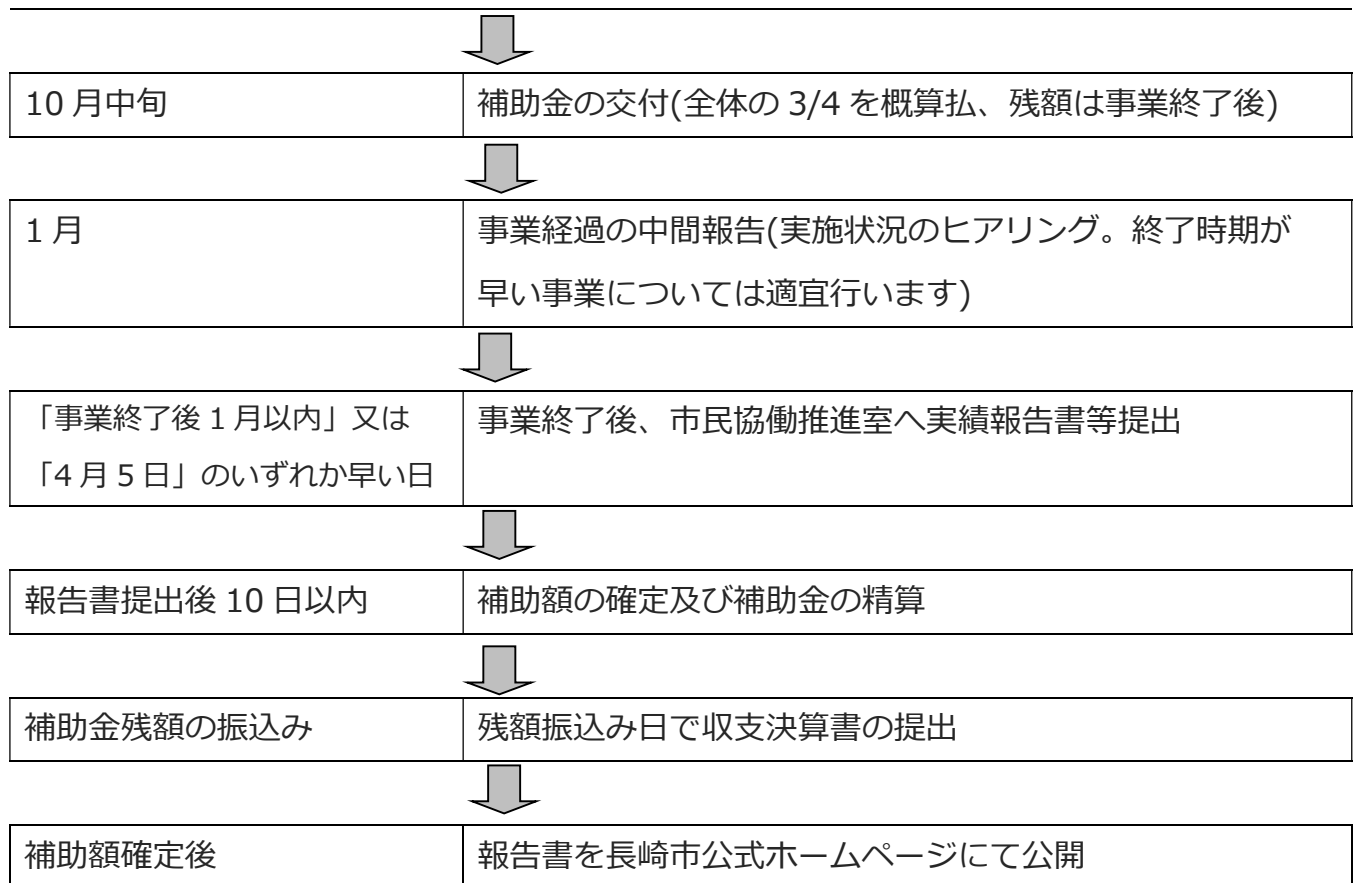 10 月中旬
補助金の交付(全体の 3/4 を概算払、残額は事業終了後)
1 月
事業経過の中間報告(実施状況のヒアリング。終了時期が
早い事業については適宜行います)
「事業終了後 1 月以内」又は
「4 月 5 日」のいずれか早い日
事業終了後、市民協働推進室へ実績報告書等提出
報告書提出後 10 日以内
補助額の確定及び補助金の精算
補助金残額の振込み
残額振込み日で収支決算書の提出
補助額確定後
報告書を長崎市公式ホームページにて公開